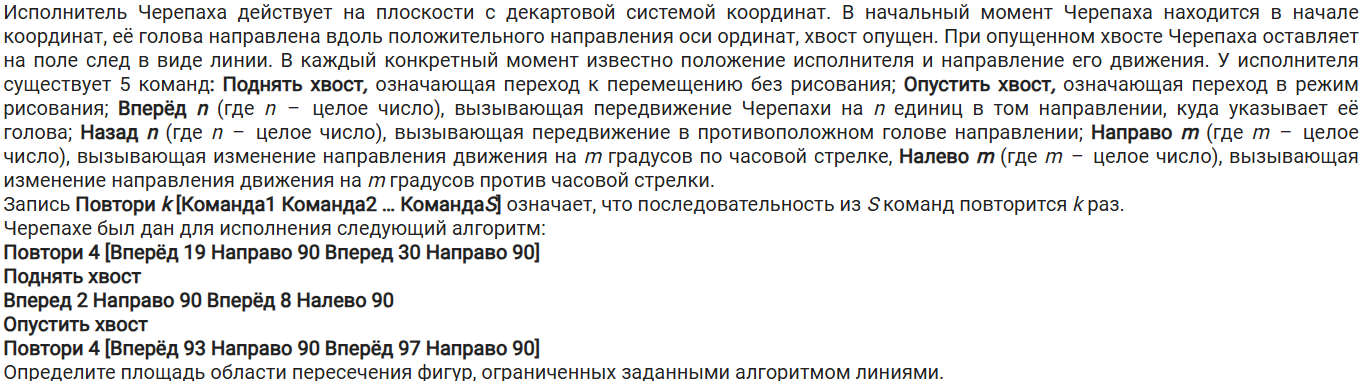 Исполнитель Черепаха действует на плоскости с декартовой системой координат. В начальный момент Черепаха находится в начале
координат, её голова направлена вдоль положительного направления оси ординат, хвост опущен. При опущенном хвосте Черепаха оставляет
на поле след в виде линии. В каждый конкретный момент известно положение исполнителя и направление его движения. У исполнителя
существует 5 команд: Поднять хвост, означающая переход к перемещению без рисования; Опустить хвост, означающая переход в режим
рисования; Вперёд n (где n – целое число), вызывающая передвижение Черепахи на n единиц в том направлении, куда указывает её
голова; Назад n (где n – целое число), вызывающая передвижение в противоположном голове направлении; Направо m (где m – целое
число), вызывающая изменение направления движения на m градусов по часовой стрелке, Налево m (где m – целое число), вызывающая
изменение направления движения на m градусов против часовой стрелки.
Запись Повтори k [Команда1 Команда2 … КомандаS] означает, что последовательность из S команд повторится k раз.
Черепахе был дан для исполнения следующий алгоритм:
Повтори 4 [Вперёд 19 Направо 90 Вперед 30 Направо 90]
Поднять хвост
Вперед 2 Направо 90 Вперёд 8 Налево 90
Опустить хвост
Повтори 4 [Вперёд 93 Направо 90 Вперёд 97 Направо 90]
Определите площадь области пересечения фигур, ограниченных заданными алгоритмом линиями.